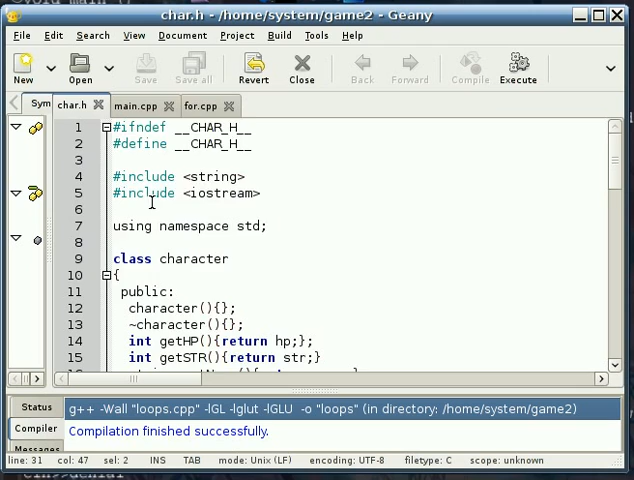 char.h - /home/system/game2 - Geany
File Edit Search View Document Project Build Tools Help
New Open Save Save all Revert Close Back Forward Compile Execute
Sym char.h main.cpp for.cpp
1 #ifndef __CHAR_H__
2 #define __CHAR_H__
3
4 #include <string>
5 #include <iostream>
6
7 using namespace std;
8
9 class character
10 {
11 public:
12 character(){};
13 ~character(){};
14 int getHP(){return hp;};
15 int getSTR(){return str;}
Status
g++ -Wall "loops.cpp" -lGL -lglut -lGLU -o "loops" (in directory: /home/system/game2)
Compiler
Compilation finished successfully.
Messages
line: 31 col: 47 sel: 2 INS TAB mode: Unix (LF) encoding: UTF-8 filetype: C scope: unknown